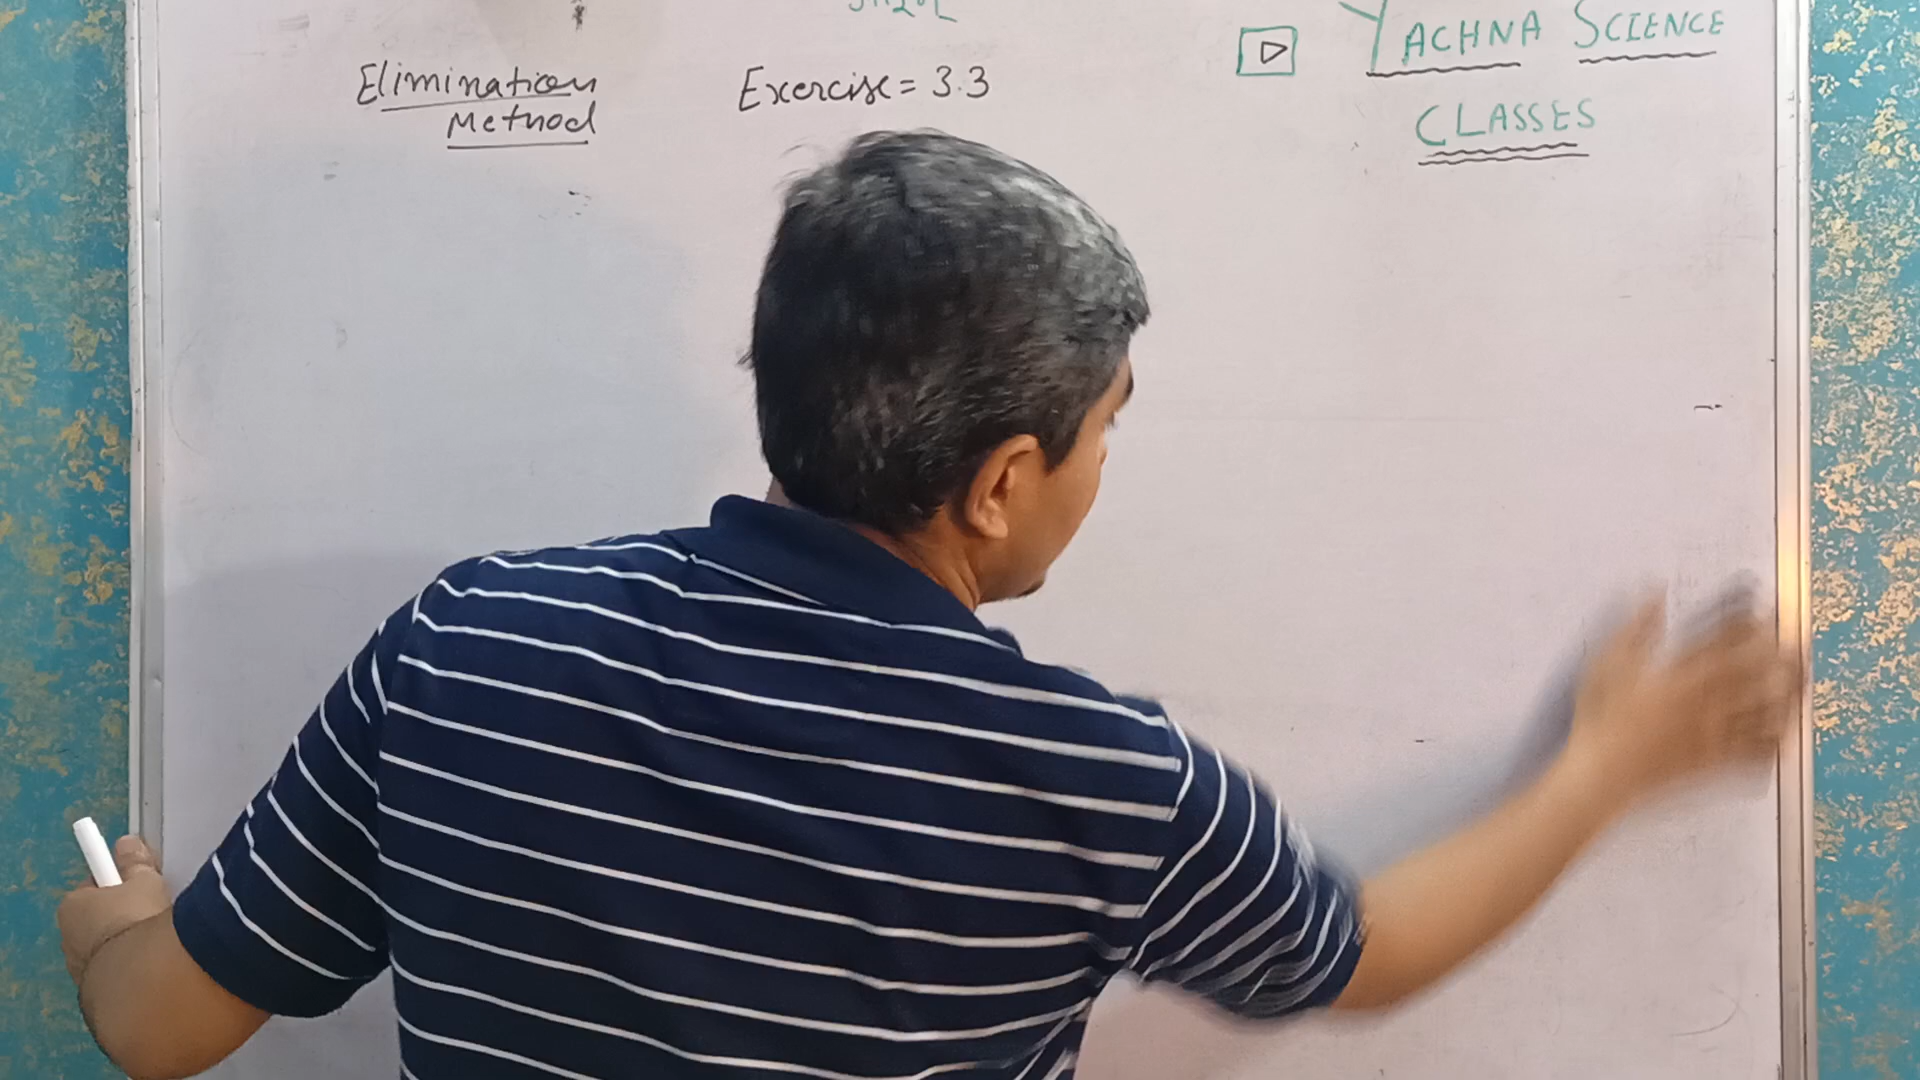 Elimination
Method
Exercise = 3.3
YACHNA SCIENCE
CLASSES